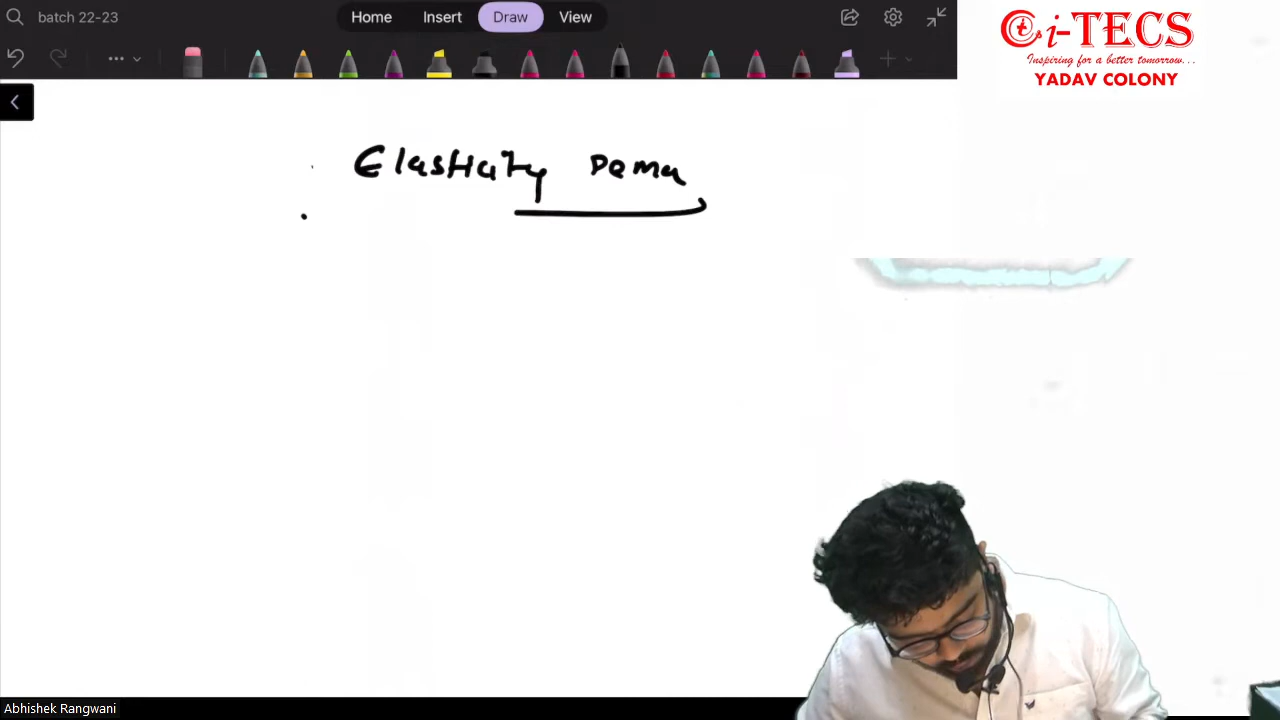 batch 22-23
Home Insert Draw View
i-TECS
Inspiring for a better tomorrow...
YADAV COLONY
Elasticity Dema
Abhishek Rangwani